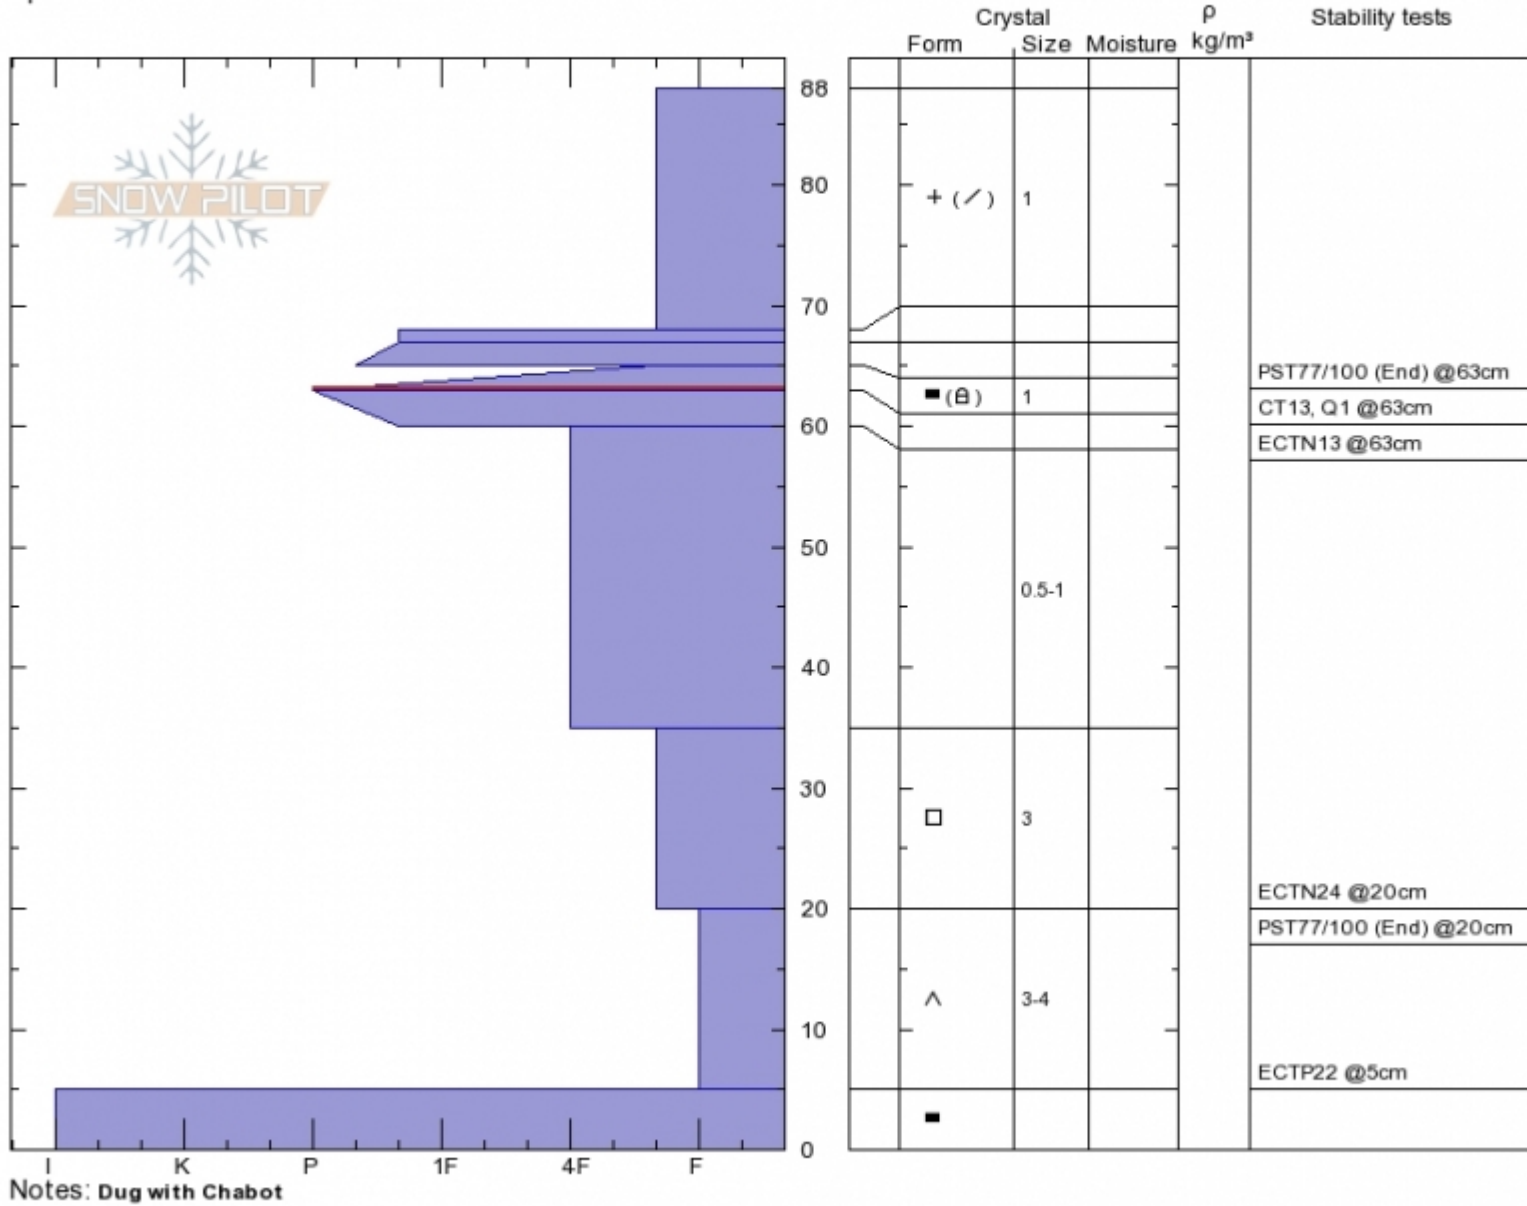 Crystal ρ Stability tests
Form Size Moisture kg/m³
88
SNOW PILOT
80
+ (∕) 1
70
PST77/100 (End) @63cm
■ (⌂) 1
CT13, Q1 @63cm
60
ECTN13 @63cm
50
0.5-1
40
30
□ 3
ECTN24 @20cm
20
PST77/100 (End) @20cm
∧ 3-4
10
ECTP22 @5cm
■
0
I K P 1F 4F F
Notes: Dug with Chabot